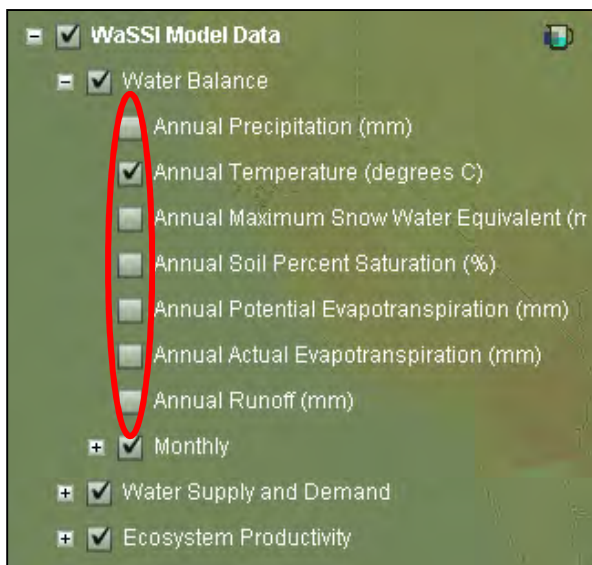 WaSSI Model Data
Water Balance
Annual Precipitation (mm)
Annual Temperature (degrees C)
Annual Maximum Snow Water Equivalent (m
Annual Soil Percent Saturation (%)
Annual Potential Evapotranspiration (mm)
Annual Actual Evapotranspiration (mm)
Annual Runoff (mm)
Monthly
Water Supply and Demand
Ecosystem Productivity